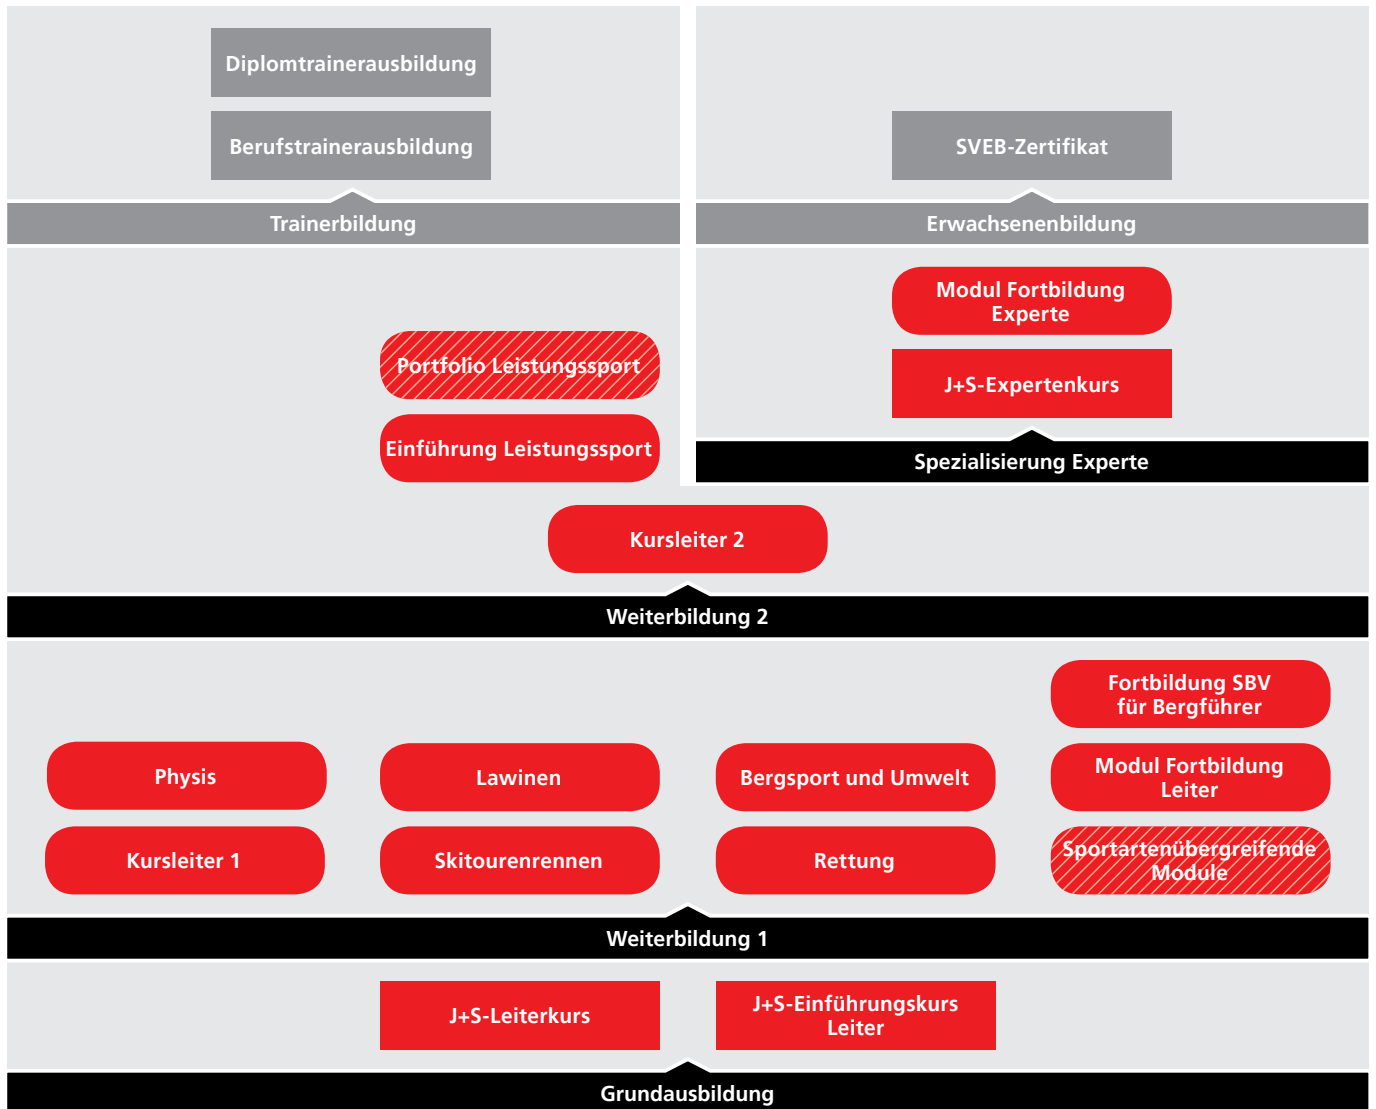 Diplomtrainerausbildung
Berufstrainerausbildung
SVEB-Zertifikat
Trainerbildung
Erwachsenenbildung
Modul Fortbildung
Experte
Portfolio Leistungssport
J+S-Expertenkurs
Einführung Leistungssport
Spezialisierung Experte
Kursleiter 2
Weiterbildung 2
Fortbildung SBV
für Bergführer
Physis
Lawinen
Bergsport und Umwelt
Modul Fortbildung
Leiter
Kursleiter 1
Skitourenrennen
Rettung
Sportartenübergreifende
Module
Weiterbildung 1
J+S-Leiterkurs
J+S-Einführungskurs
Leiter
Grundausbildung